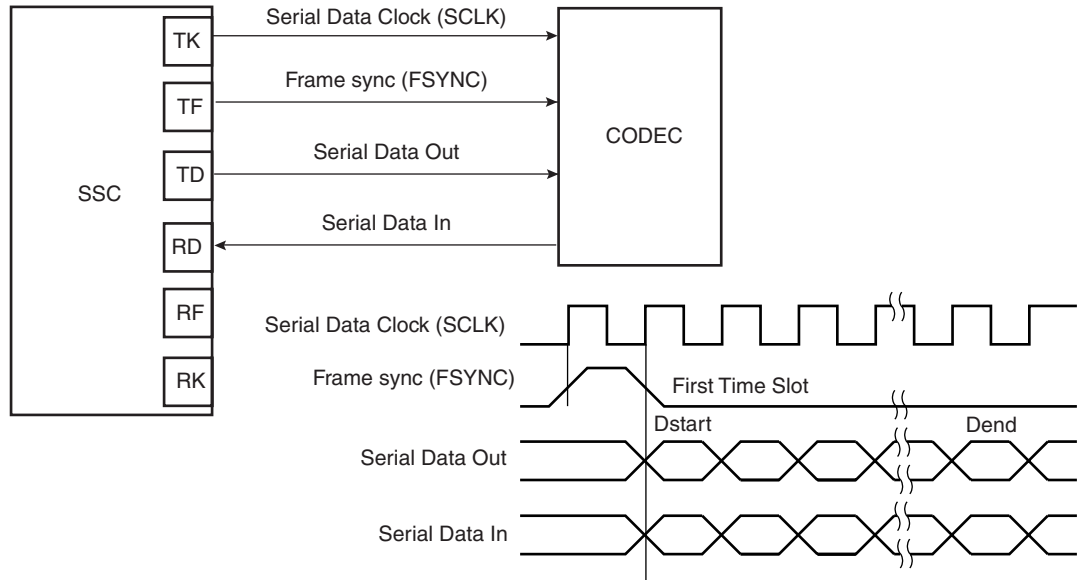 SSC
TK
TF
TD
RD
RF
RK
Serial Data Clock (SCLK)
Frame sync (FSYNC)
Serial Data Out
Serial Data In
CODEC
Serial Data Clock (SCLK)
Frame sync (FSYNC)
First Time Slot
Dstart
Dend
Serial Data Out
Serial Data In